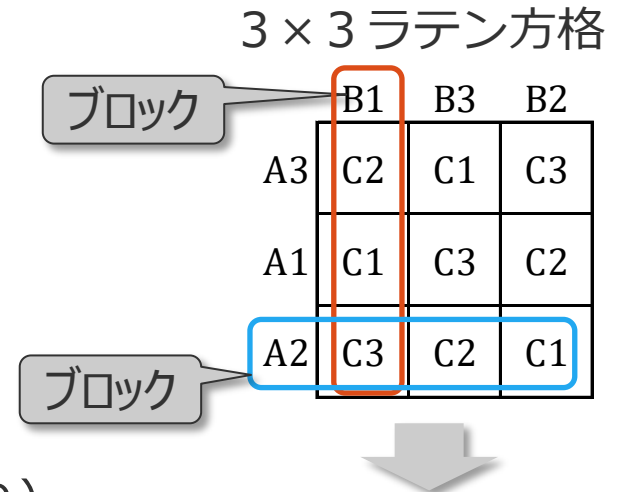 3×3ラテン方格
ブロック
B1 B3 B2
A3 C2 C1 C3
A1 C1 C3 C2
A2 C3 C2 C1
ブロック